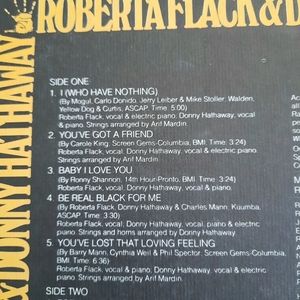 ROBERTA FLACK & D
& DONNY HATHAWAY
SIDE ONE
1. I (WHO HAVE NOTHING)
(By Mogul, Carlo Donido, Jerry Leiber & Mike Stoller. Walden,
Yellow Dog & Curtis, ASCAP. Time: 5:00)
Roberta Flack, vocal & electric piano. Donny Hathaway, vocal
& piano. Strings arranged by Arif Mardin.
2. YOU'VE GOT A FRIEND
(By Carole King. Screen Gems-Columbia, BMI. Time: 3:24)
Roberta Flack, vocal. Donny Hathaway, vocal & electric piano.
Strings arranged by Arif Mardin
3. BABY I LOVE YOU
(By Ronny Shannon. 14th Hour-Pronto, BMI. Time: 3:24)
Roberta Flack, vocal. Donny Hathaway, vocal & electric piano.
4. BE REAL BLACK FOR ME
(By Roberta Flack, Donny Hathaway & Charles Mann. Kuumba,
ASCAP. Time: 3:30)
Roberta Flack, vocal. Donny Hathaway, vocal, piano & electric
piano. Strings and horns arranged by Donny Hathaway.
5. YOU'VE LOST THAT LOVING FEELING
(By Barry Mann, Cynthia Weil & Phil Spector. Screen Gems-Columbia,
BMI. Time: 6:36)
Roberta Flack, vocal & piano. Donny Hathaway, vocal & electric
piano. Strings arranged by Arif Mardin.
SIDE TWO